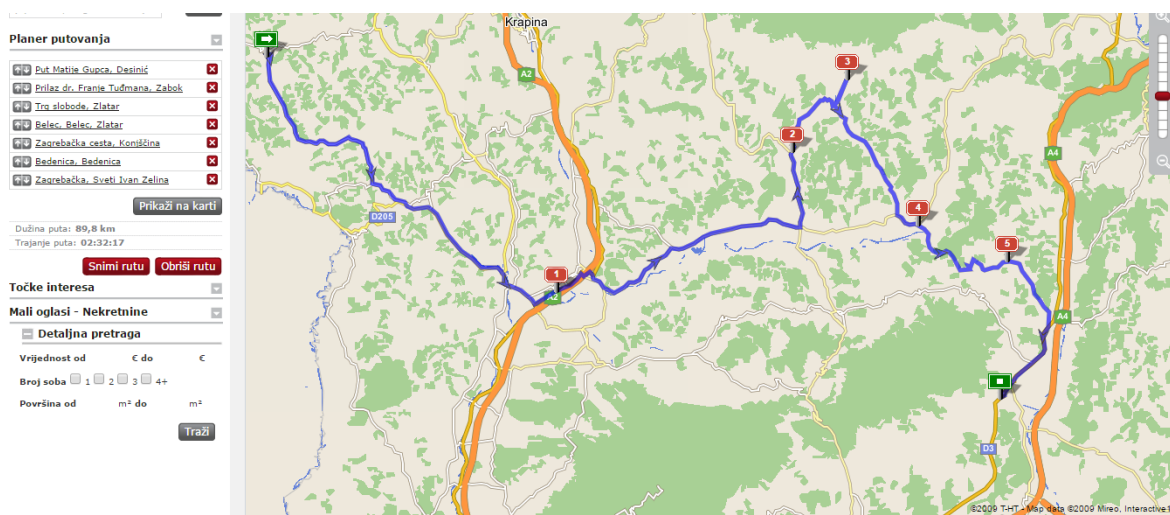 Planer putovanja
Put Matije Gupca, Desinić
Prilaz dr. Franje Tuđmana, Zabok
Trg slobode, Zlatar
Belec, Belec, Zlatar
Zagrebačka cesta, Konjščina
Bedenica, Bedenica
Zagrebačka, Sveti Ivan Zelina
Prikaži na karti
Dužina puta: 89,8 km
Trajanje puta: 02:32:17
Snimi rutu Obriši rutu
Točke interesa
Mali oglasi - Nekretnine
Detaljna pretraga
Vrijednost od € do €
Broj soba 1 2 3 4+
Površina od m² do m²
Traži
Krapina
A2
3
2
A4
D205
4
5
1
A2
A4
D3
©2009 T-HT - Map data ©2009 Mireo, Interactive